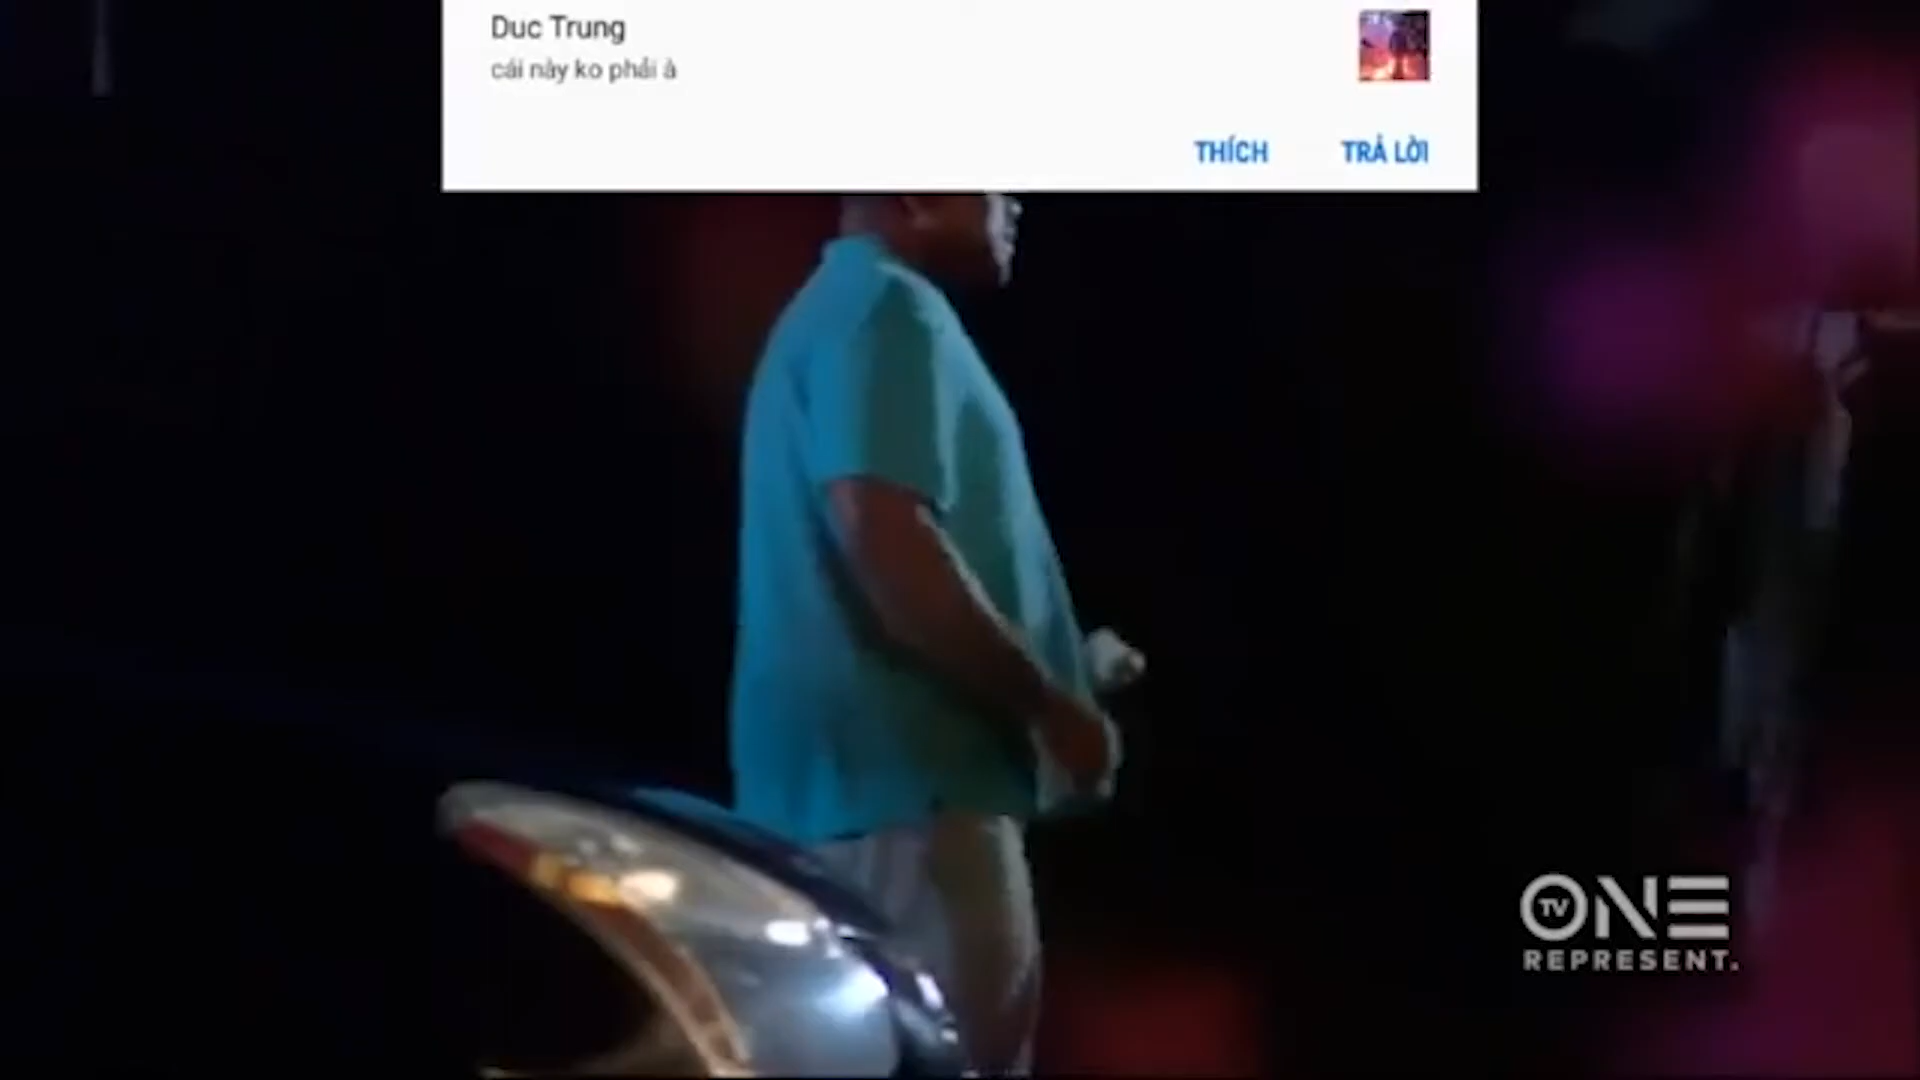 Duc Trung
cái này ko phải à
THÍCH
TRẢ LỜI
TV ONE
REPRESENT.